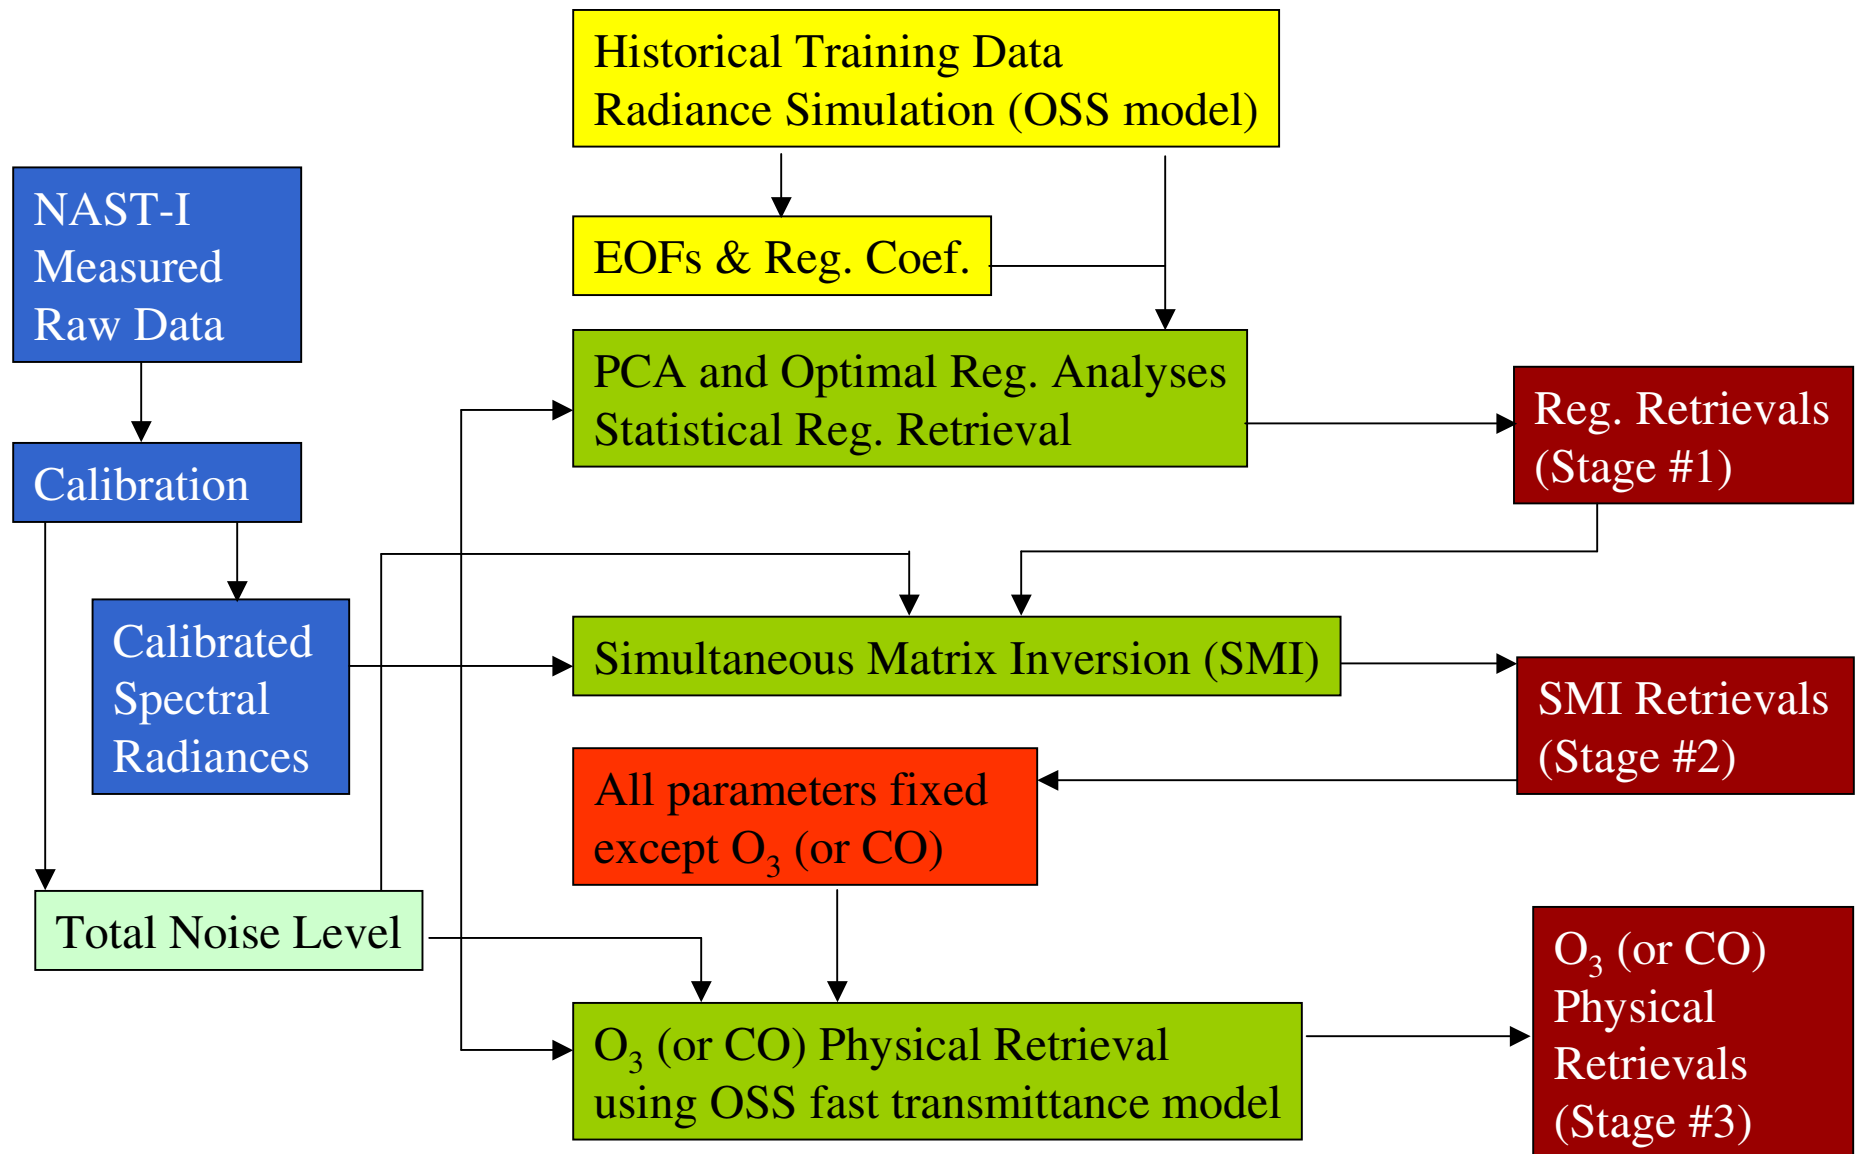 Historical Training Data
Radiance Simulation (OSS model)
NAST-I
Measured
Raw Data
EOFs & Reg. Coef.
PCA and Optimal Reg. Analyses
Statistical Reg. Retrieval
Reg. Retrievals
(Stage #1)
Calibration
Calibrated
Spectral
Radiances
Simultaneous Matrix Inversion (SMI)
SMI Retrievals
(Stage #2)
All parameters fixed
except O₃ (or CO)
Total Noise Level
O₃ (or CO) Physical Retrieval
using OSS fast transmittance model
O₃ (or CO)
Physical
Retrievals
(Stage #3)